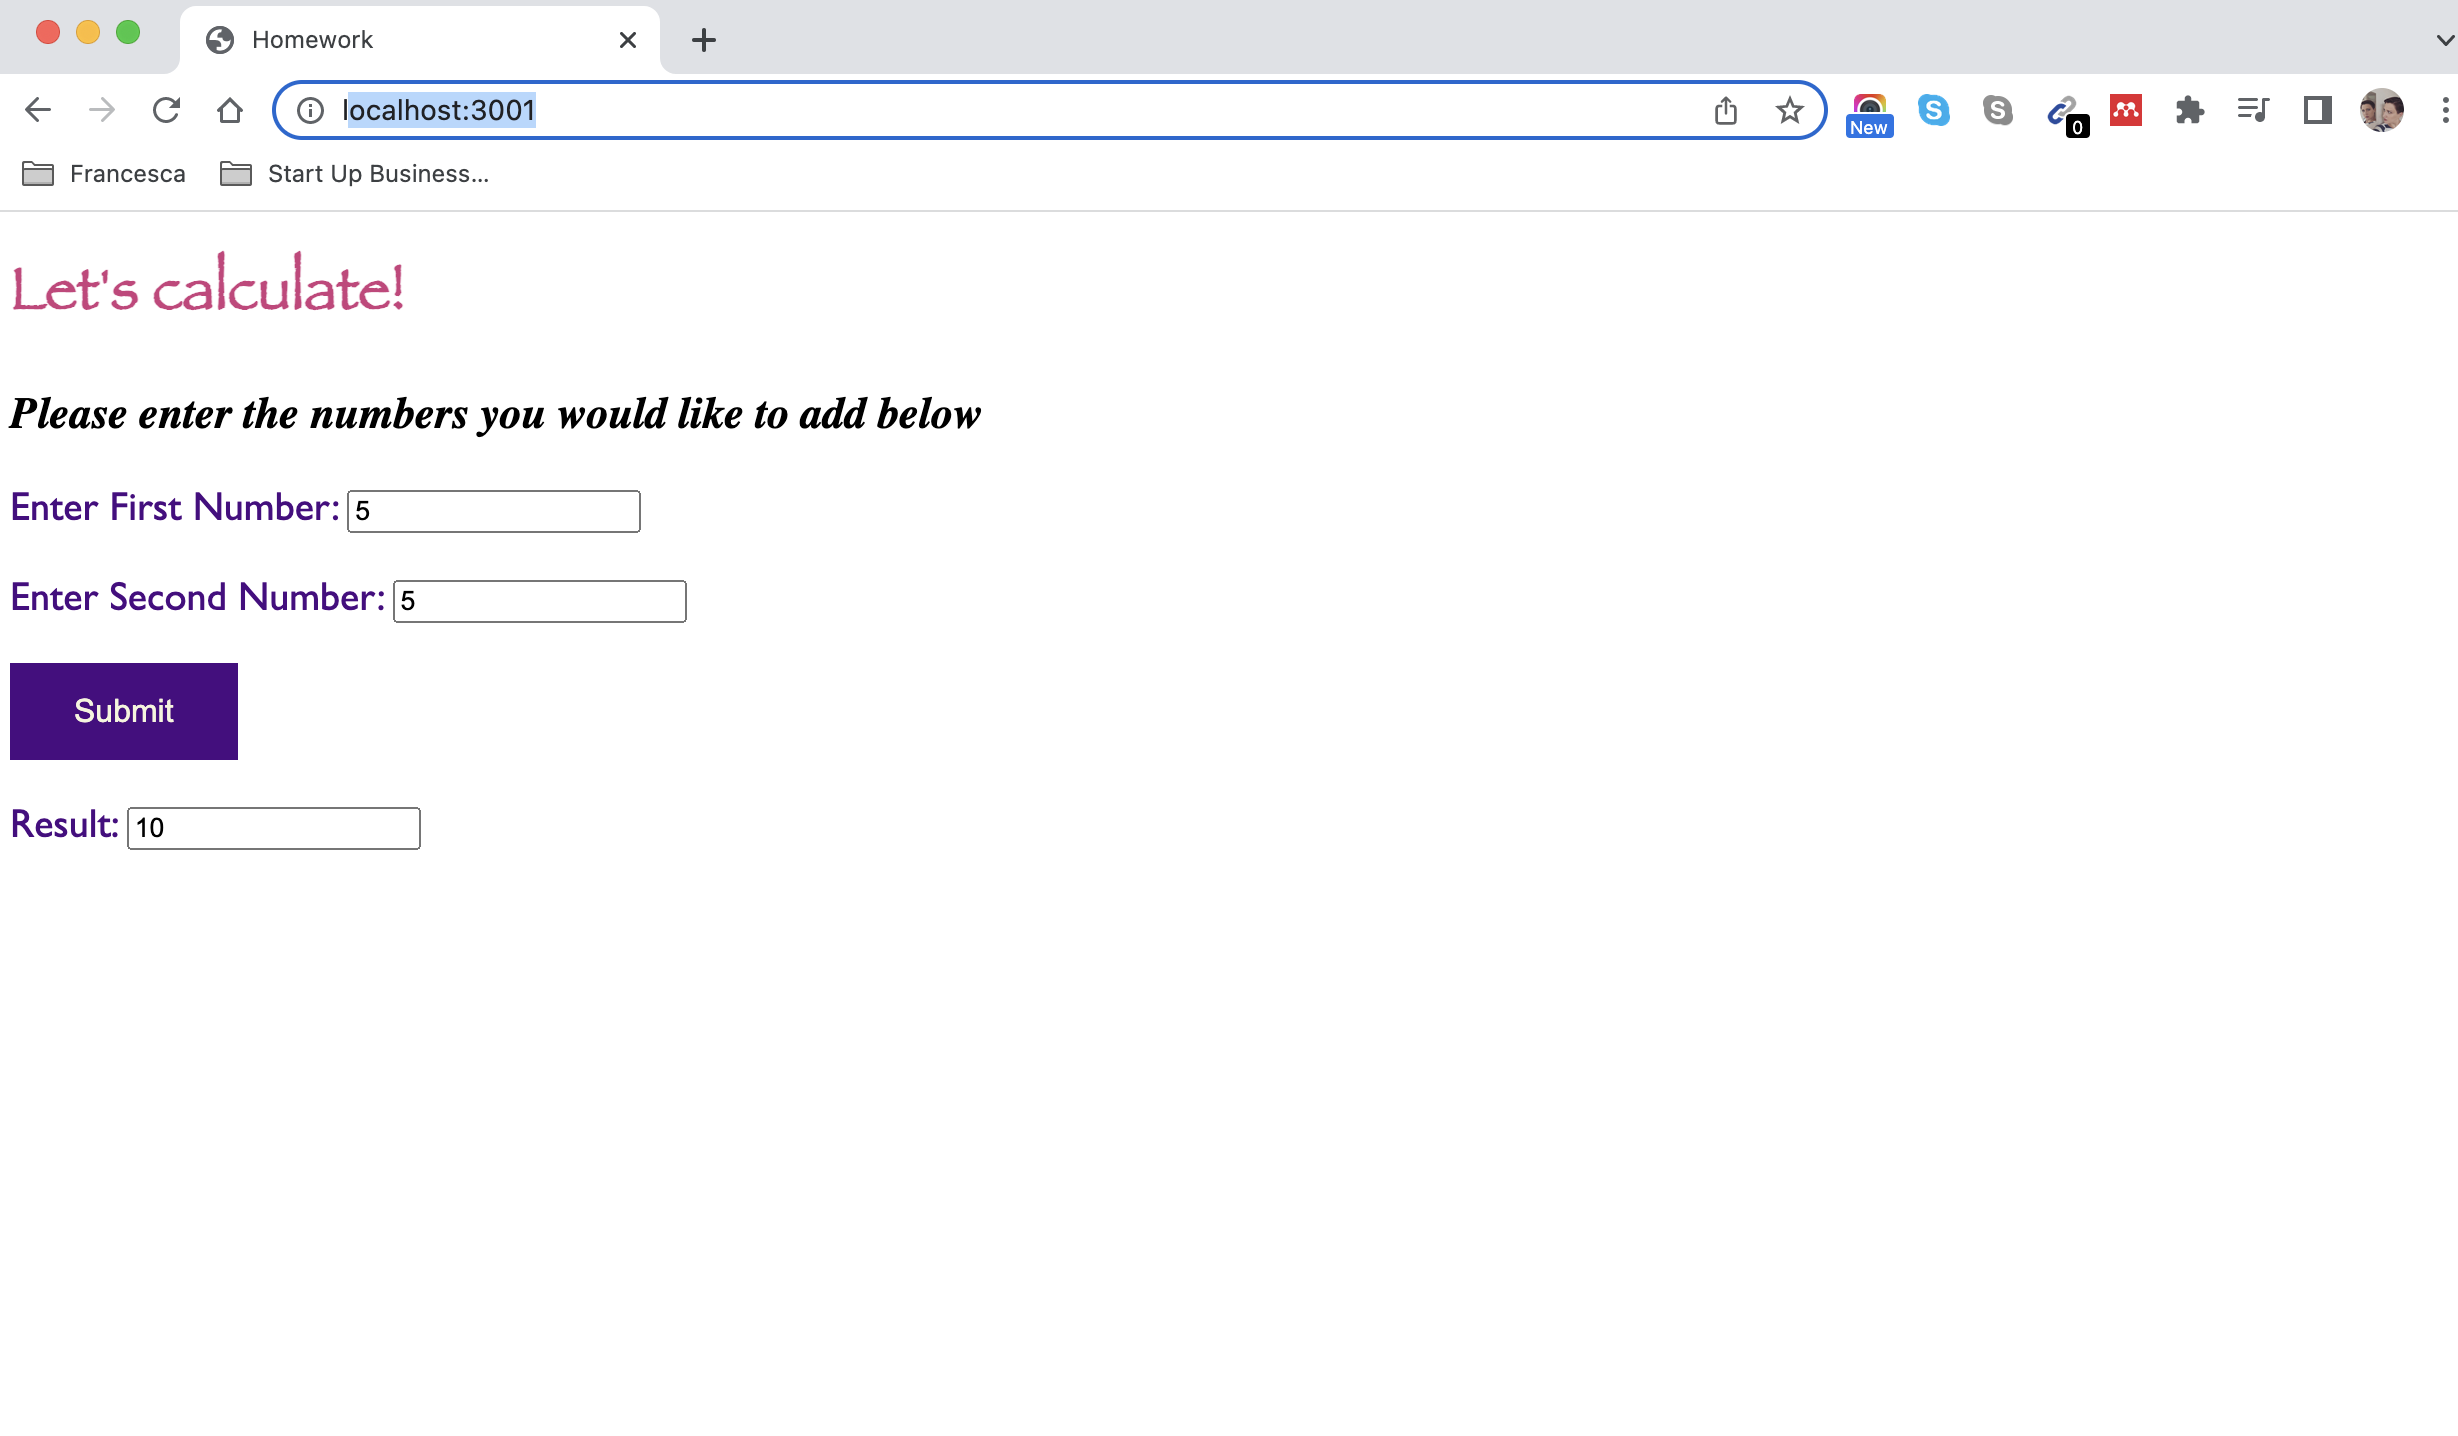 Homework
localhost:3001
New
S
S
0
Francesca
Start Up Business...
Let's calculate!
Please enter the numbers you would like to add below
Enter First Number: 5
Enter Second Number: 5
Submit
Result: 10